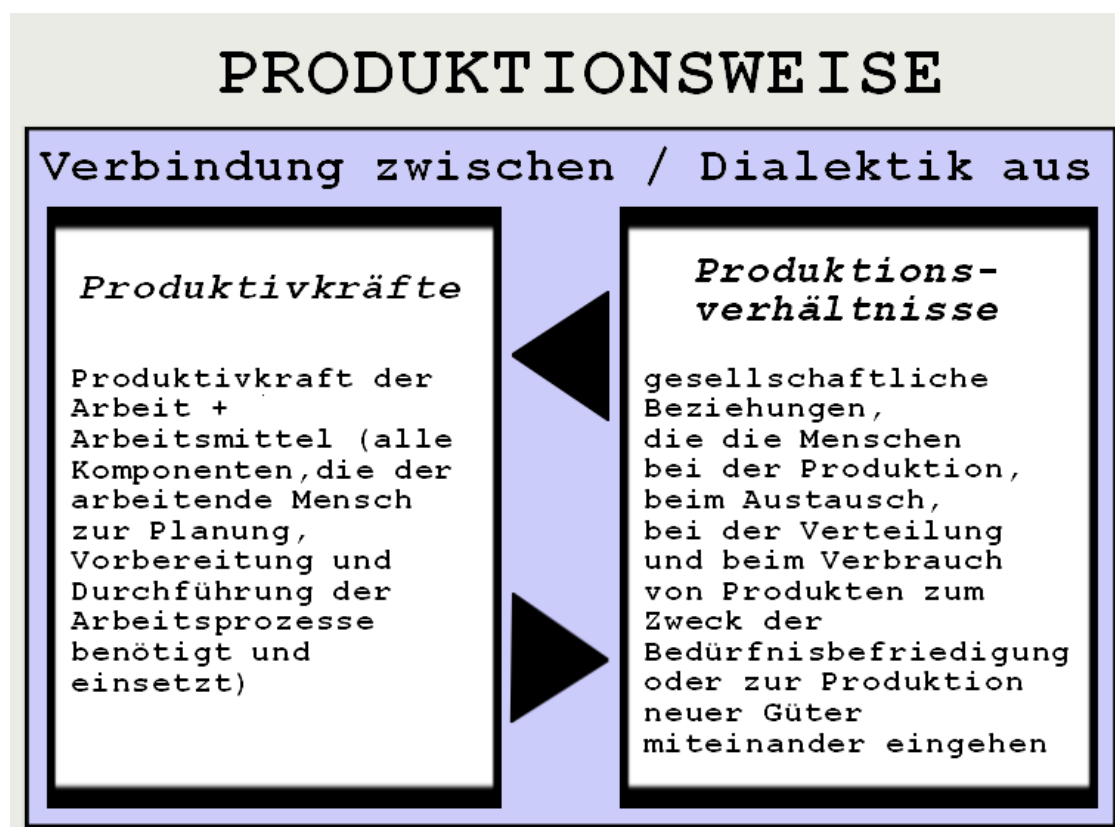 PRODUKTIONSWEISE
Verbindung zwischen / Dialektik aus
Produktivkräfte
Produktivkraft der
Arbeit +
Arbeitsmittel (alle
Komponenten,die der
arbeitende Mensch
zur Planung,
Vorbereitung und
Durchführung der
Arbeitsprozesse
benötigt und
einsetzt)
Produktions-
verhältnisse
gesellschaftliche
Beziehungen,
die die Menschen
bei der Produktion,
beim Austausch,
bei der Verteilung
und beim Verbrauch
von Produkten zum
Zweck der
Bedürfnisbefriedigung
oder zur Produktion
neuer Güter
miteinander eingehen